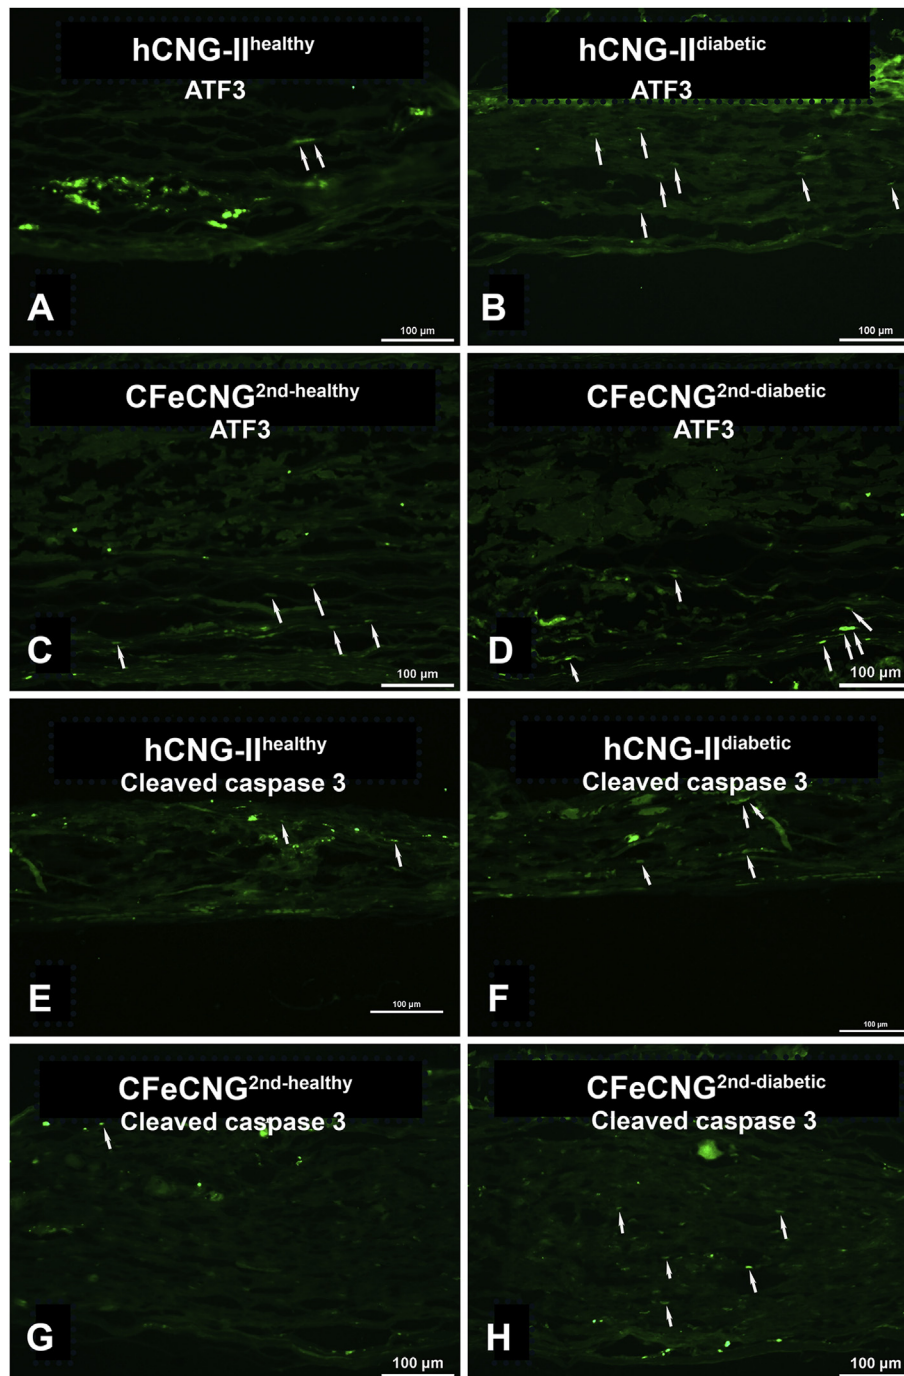 hCNG-IIhealthy
ATF3
A
100 µm
hCNG-IIdiabetic
ATF3
B
100 µm
CFeCNG2nd-healthy
ATF3
C
100 µm
CFeCNG2nd-diabetic
ATF3
D
100 µm
hCNG-IIhealthy
Cleaved caspase 3
E
100 µm
hCNG-IIdiabetic
Cleaved caspase 3
F
100 µm
CFeCNG2nd-healthy
Cleaved caspase 3
G
100 µm
CFeCNG2nd-diabetic
Cleaved caspase 3
H
100 µm